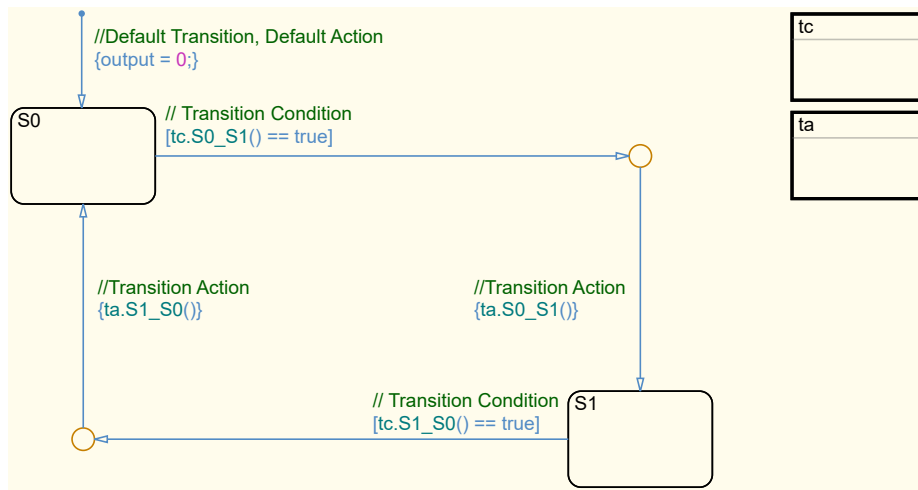 //Default Transition, Default Action
{output = 0;}
tc
S0
// Transition Condition
[tc.S0_S1() == true]
ta
//Transition Action
{ta.S1_S0()}
//Transition Action
{ta.S0_S1()}
// Transition Condition
[tc.S1_S0() == true]
S1